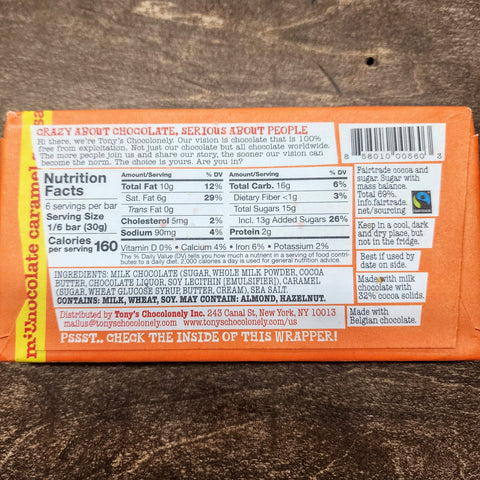 CRAZY ABOUT CHOCOLATE, SERIOUS ABOUT PEOPLE
Hi there, we're Tony's Chocolonely. Our vision is chocolate that is 100%
free from exploitation. Not just our chocolate but all chocolate worldwide.
The more people join us and share our story, the sooner our vision can
become the norm. The choice is yours. Are you in?
8 58010 00560 3
Nutrition
Facts
6 servings per bar
Serving Size
1/6 bar (30g)
Calories
per serving 160
Amount/Serving % DV
Total Fat 10g 12%
Sat. Fat 6g 29%
Trans Fat 0g
Cholesterol 5mg 2%
Sodium 90mg 4%
Amount/Serving % DV
Total Carb. 16g 6%
Dietary Fiber <1g 3%
Total Sugars 15g
Incl. 13g Added Sugars 26%
Protein 2g
Vitamin D 0% • Calcium 4% • Iron 6% • Potassium 2%
The % Daily Value (DV) tells you how much a nutrient in a serving of food contri-
butes to a daily diet. 2,000 calories a day is used for general nutrition advice.
INGREDIENTS: MILK CHOCOLATE (SUGAR, WHOLE MILK POWDER, COCOA
BUTTER, CHOCOLATE LIQUOR, SOY LECITHIN [EMULSIFIER]), CARAMEL
(SUGAR, WHEAT GLUCOSE SYRUP, BUTTER, CREAM), SEA SALT.
CONTAINS: MILK, WHEAT, SOY. MAY CONTAIN: ALMOND, HAZELNUT.
Distributed by Tony's Chocolonely Inc. 243 Canal St, New York, NY 10013
mailus@tonyschocolonely.com www.tonyschocolonely.com/us
PSSST.. CHECK THE INSIDE OF THIS WRAPPER!
Fairtrade cocoa and
sugar. Sugar with
mass balance.
Total 69%.
info.fairtrade.
net/sourcing
FAIRTRADE
Keep in a cool, dark
and dry place, but
not in the fridge.
Best if used by
date on side.
Made with milk
chocolate with
32% cocoa solids.
Made with
Belgian chocolate.
chocolate caramel